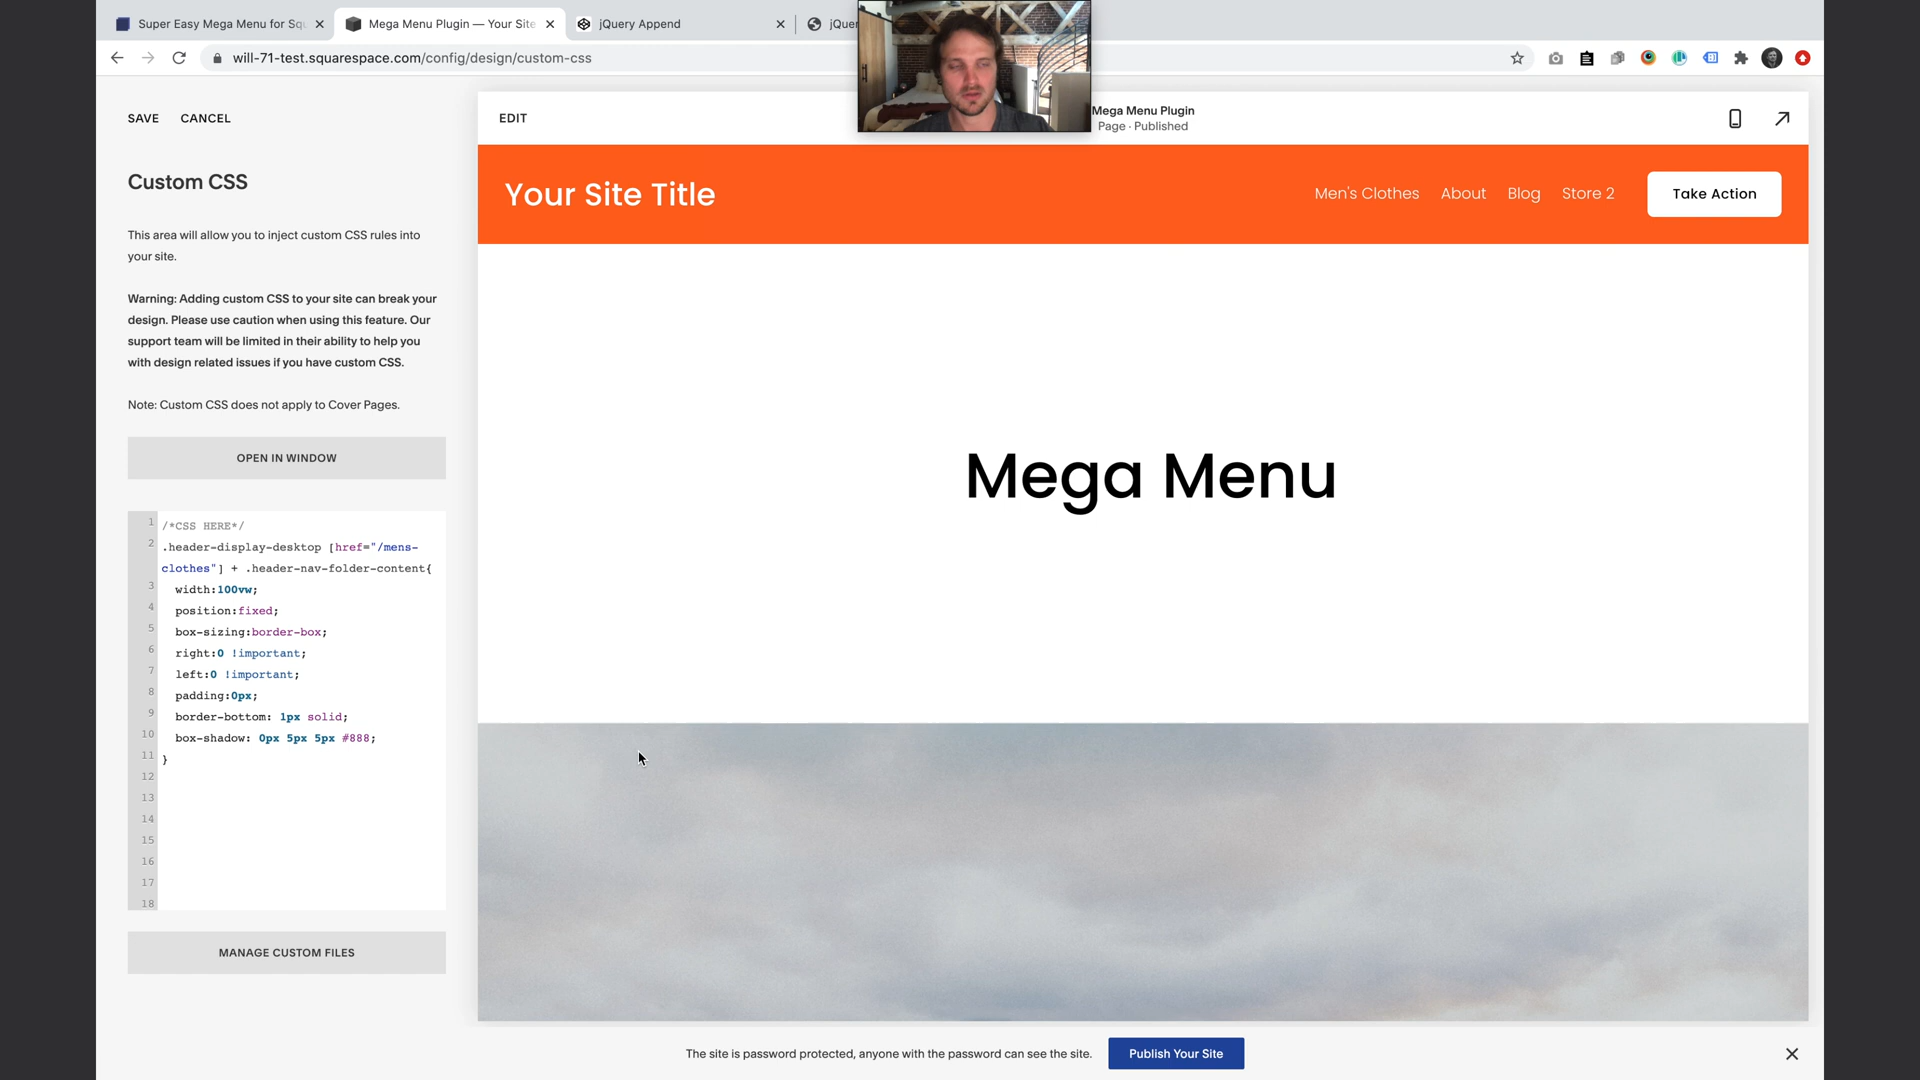 Super Easy Mega Menu for Squ
Mega Menu Plugin — Your Site
jQuery Append
jQuer
will-71-test.squarespace.com/config/design/custom-css
SAVE
CANCEL
EDIT
Mega Menu Plugin
Page · Published
Custom CSS
This area will allow you to inject custom CSS rules into
your site.
Warning: Adding custom CSS to your site can break your
design. Please use caution when using this feature. Our
support team will be limited in their ability to help you
with design related issues if you have custom CSS.
Note: Custom CSS does not apply to Cover Pages.
OPEN IN WINDOW
1 /*CSS HERE*/
2 .header-display-desktop [href="/mens-
clothes"] + .header-nav-folder-content{
3 width:100vw;
4 position:fixed;
5 box-sizing:border-box;
6 right:0 !important;
7 left:0 !important;
8 padding:0px;
9 border-bottom: 1px solid;
10 box-shadow: 0px 5px 5px #888;
11 }
12
13
14
15
16
17
18
MANAGE CUSTOM FILES
Your Site Title
Men's Clothes
About
Blog
Store 2
Take Action
Mega Menu
The site is password protected, anyone with the password can see the site.
Publish Your Site